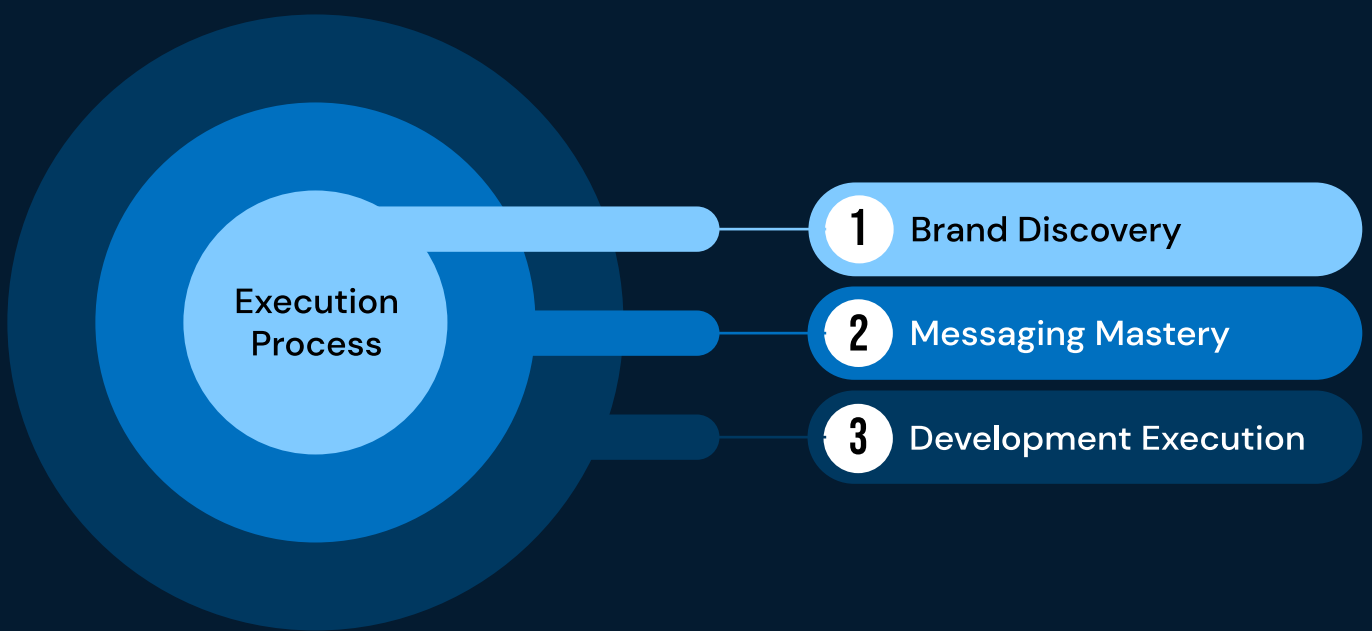 Execution
Process
1 Brand Discovery
2 Messaging Mastery
3 Development Execution